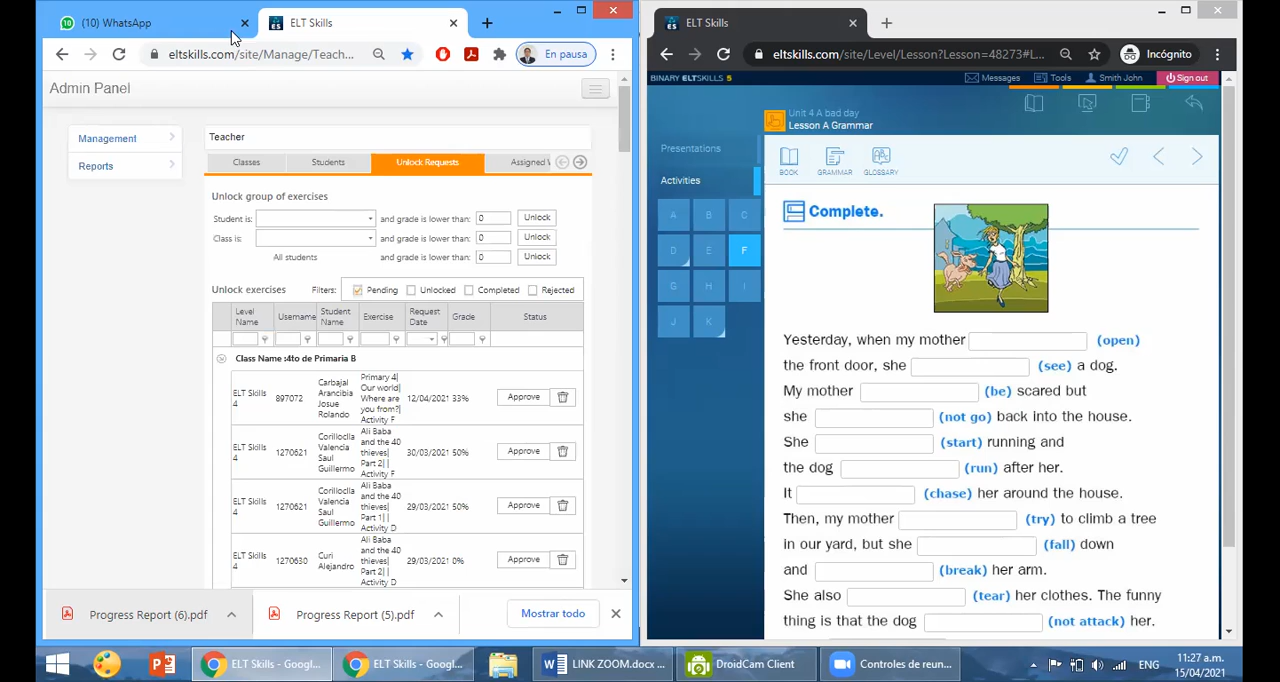 (10) WhatsApp
ELT Skills
eltskills.com/site/Manage/Teach...
En pausa
Admin Panel
Management
Reports
Teacher
Classes
Students
Unlock Requests
Assigned W
Unlock group of exercises
Student is: and grade is lower than: 0 Unlock
Class is: and grade is lower than: 0 Unlock
All students and grade is lower than: 0 Unlock
Unlock exercises Filters: Pending Unlocked Completed Rejected
Level Name
Username
Student Name
Exercise
Request Date
Grade
Status
Class Name :4to de Primaria B
ELT Skills 4
897072
Carbajal Arancibia Josue Rolando
Primary 4| Our world| Where are you from?| Activity F
12/04/2021 33%
Approve
ELT Skills 4
1270621
Corilloclla Valencia Saul Guillermo
Ali Baba and the 40 thieves| Part 2| | Activity F
30/03/2021 50%
Approve
ELT Skills 4
1270621
Corilloclla Valencia Saul Guillermo
Ali Baba and the 40 thieves| Part 1| | Activity D
29/03/2021 50%
Approve
ELT Skills 4
1270630
Curi Alejandro
Ali Baba and the 40 thieves| Part 2| | Activity D
29/03/2021 0%
Approve
Progress Report (6).pdf
Progress Report (5).pdf
Mostrar todo
ELT Skills
eltskills.com/site/Level/Lesson?Lesson=48273#L...
Incógnito
BINARY ELTSKILLS 5
Messages
Tools
Smith John
Sign out
Unit 4 A bad day
Lesson A Grammar
Presentations
Activities
BOOK
GRAMMAR
GLOSSARY
A B C
D E F
G H I
J K
Complete.
Yesterday, when my mother (open)
the front door, she (see) a dog.
My mother (be) scared but
she (not go) back into the house.
She (start) running and
the dog (run) after her.
It (chase) her around the house.
Then, my mother (try) to climb a tree
in our yard, but she (fall) down
and (break) her arm.
She also (tear) her clothes. The funny
thing is that the dog (not attack) her.
ELT Skills - Googl...
ELT Skills - Googl...
LINK ZOOM.docx ...
DroidCam Client
Controles de reun...
ENG
11:27 a.m.
15/04/2021